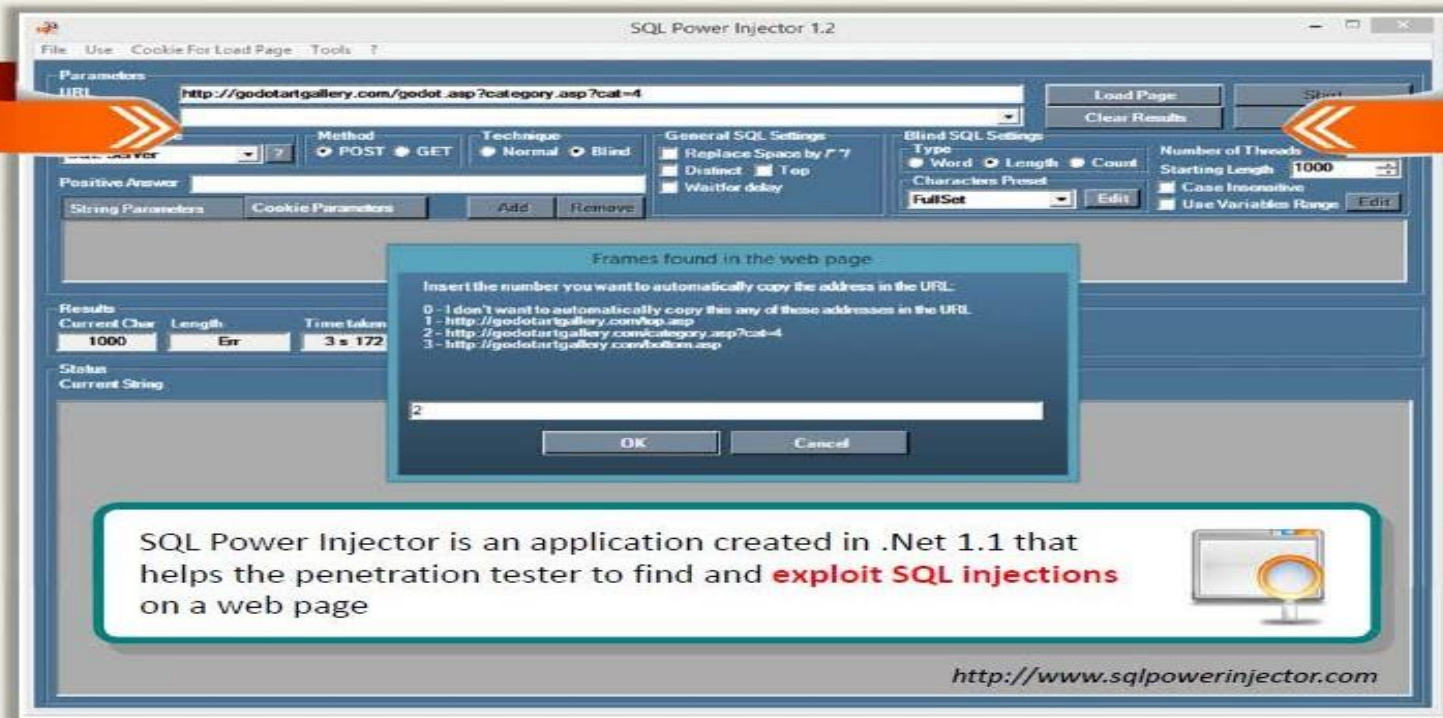 SQL Power Injector 1.2
File Use Cookie For Load Page Tools ?
Parameters
URL http://godotartgallery.com/godot.asp?category.asp?cat=4 Load Page Start
Clear Results
Method Technique General SQL Settings Blind SQL Settings
Type
SQL Server ? POST GET Normal Blind Replace Space by /**/ Word Length Count Number of Threads
Distinct Top Starting Length 1000
Positive Answer Waitfor delay Characters Preset Case Insensitive
String Parameters Cookie Parameters Add Remove FullSet Edit Use Variables Range Edit
Frames found in the web page
Insert the number you want to automatically copy the address in the URL:
0 - I don't want to automatically copy this any of these addresses in the URL
1 - http://godotartgallery.com/top.asp
2 - http://godotartgallery.com/category.asp?cat=4
3 - http://godotartgallery.com/bottom.asp
2
OK Cancel
Results
Current Char Length Time taken
1000 Err 3 s 172
Status
Current String
SQL Power Injector is an application created in .Net 1.1 that
helps the penetration tester to find and exploit SQL injections
on a web page
http://www.sqlpowerinjector.com